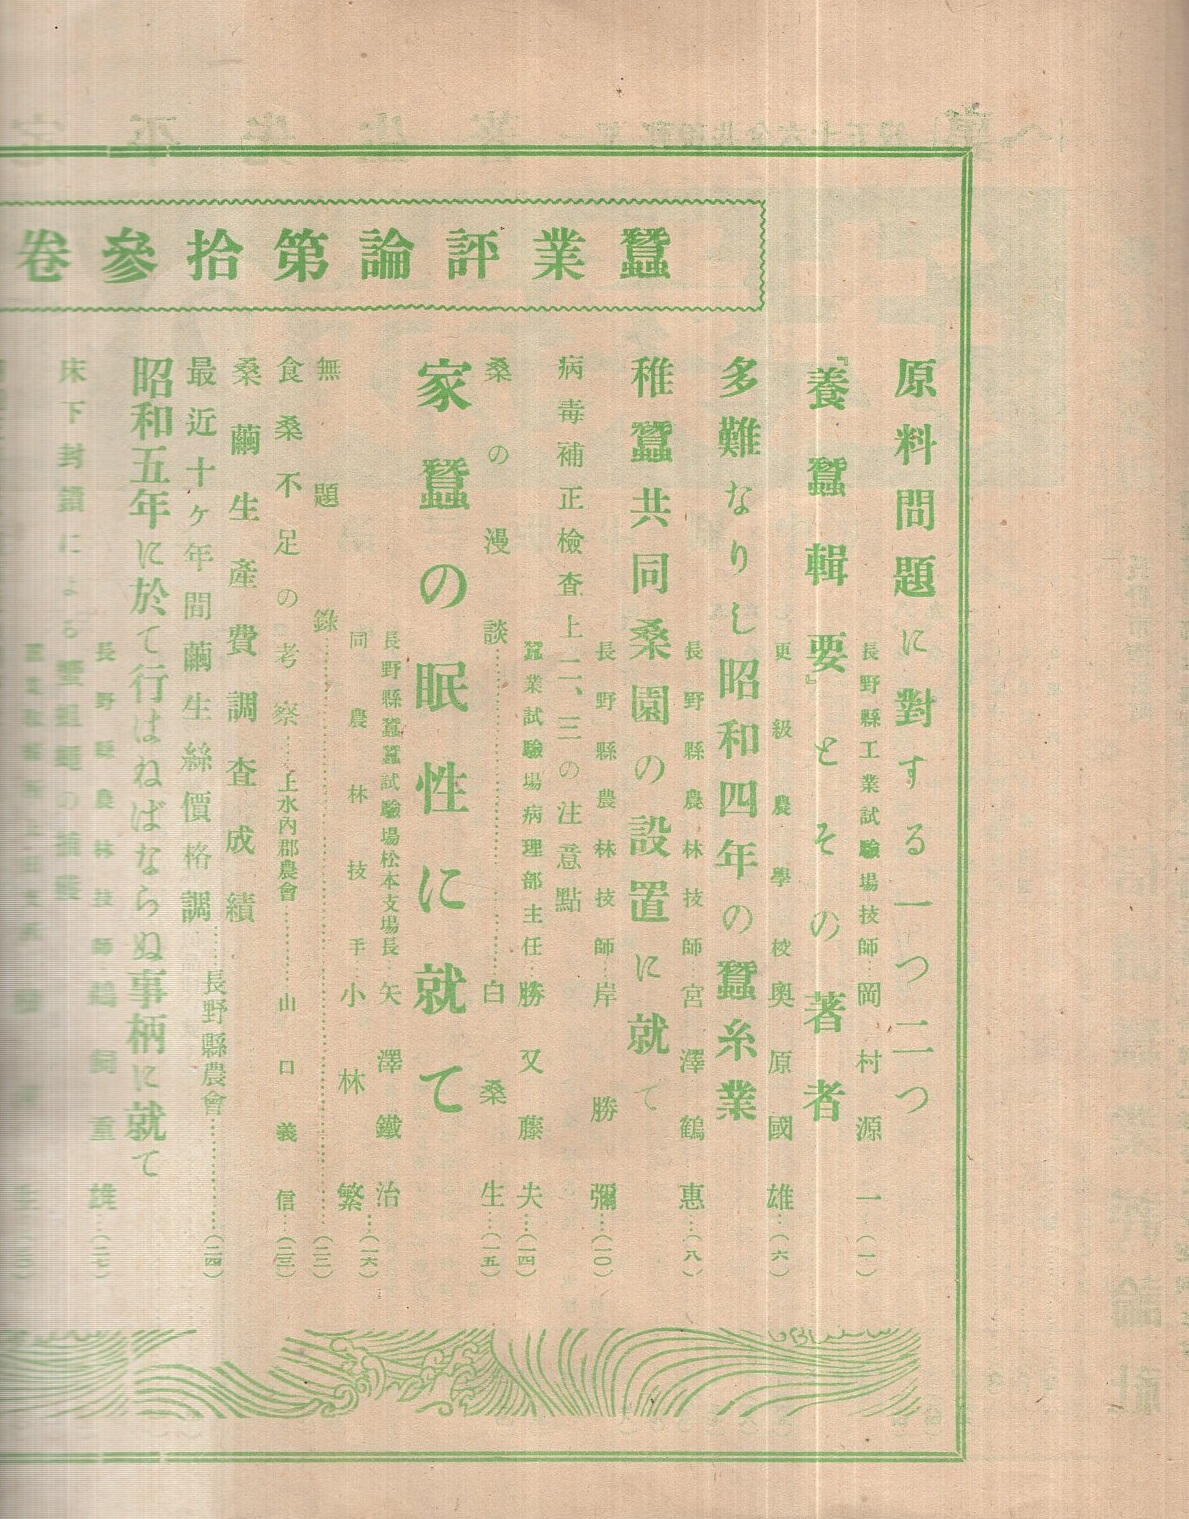 蠶業評論第拾參卷
原料問題に對する一つ二つ
長野縣工業試驗場技師…岡村源一…(一)
『養蠶輯要』とその著者
更級農學校奧原國雄…(六)
多難なりし昭和四年の蠶糸業
長野縣農林技師…宮澤鶴惠…(八)
稚蠶共同桑園の設置に就て
長野縣農林技師…岸勝彌…(一〇)
病毒補正檢査上二、三の注意點
蠶業試驗場病理部主任…勝又藤夫…(一四)
桑の漫談…白桑生…(一五)
家蠶の眠性に就て
長野縣蠶業試驗場松本支場長…矢澤鐵治
同農林技手…小林繁…(一六)
無題錄…(二二)
食桑不足の考察…上水內郡農會…山口義信…(二三)
桑繭生產費調査成績
最近十ヶ年間繭生絲價格調…長野縣農會…(二四)
昭和五年に於て行はねばならぬ事柄に就て
長野縣農林技師…鵜飼重雄…(二七)
床下封鎖による蠁蛆蠅の捕殺